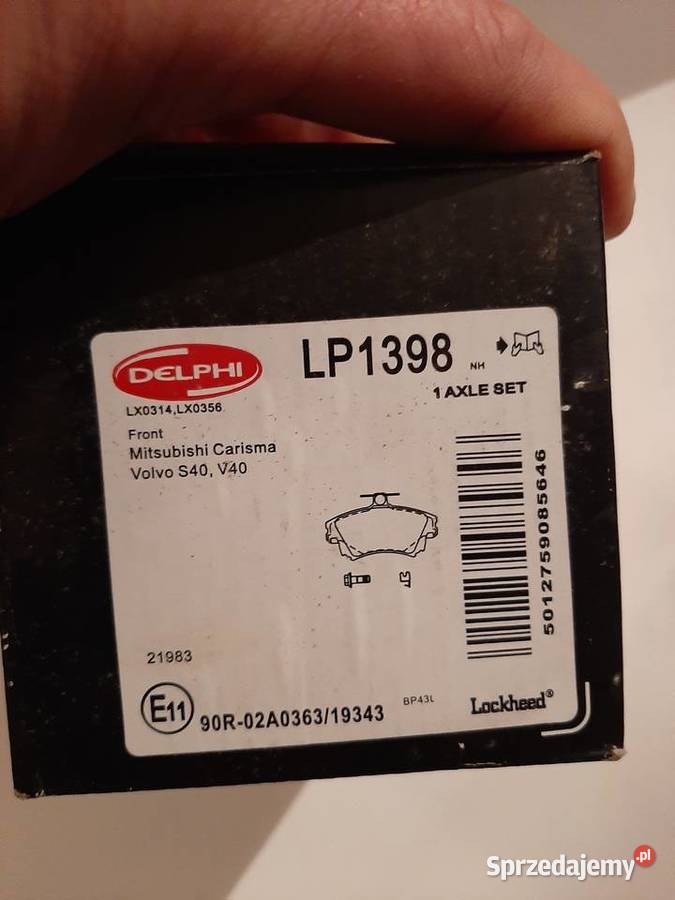 DELPHI
LP1398 NH
1 AXLE SET
LX0314,LX0356
Front
Mitsubishi Carisma
Volvo S40, V40
5012759085646
21983
E11
90R-02A0363/19343
BP43L
Lockheed®
Sprzedajemy.pl